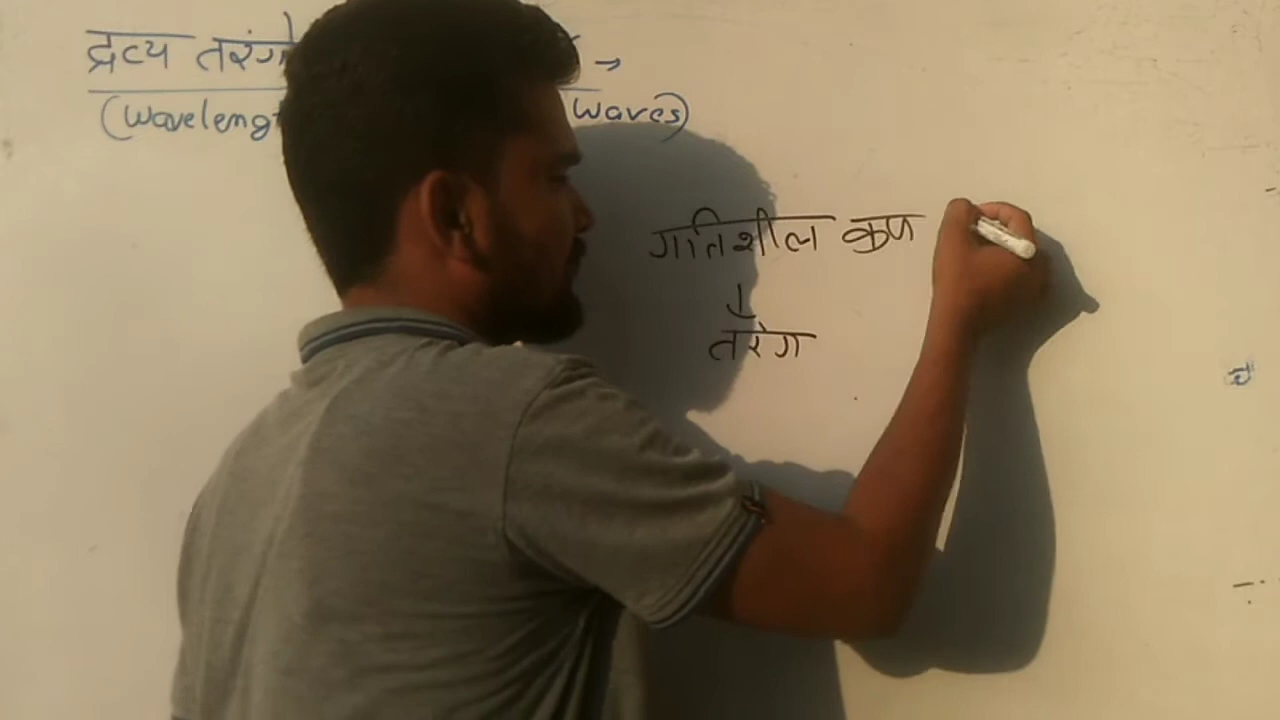 द्रव्य तरंगो →
(Wavelengt Waves)
गतिशील कण
↓
तरंग